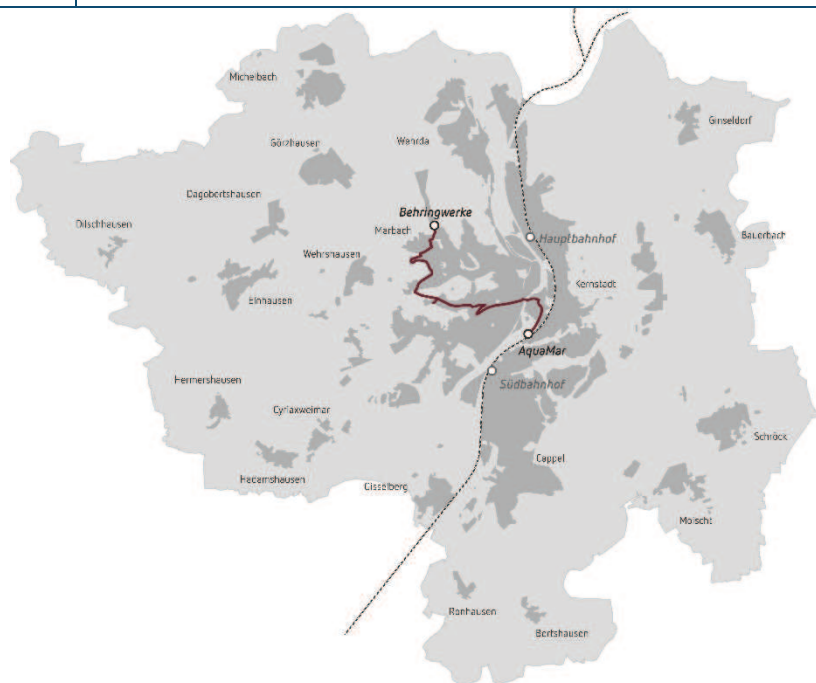 Michelbach
Ginseldorf
Wehrda
Görzhausen
Dagobertshausen
Behringwerke
Dilschhausen
Marbach
Hauptbahnhof
Bauerbach
Wehrshausen
Kernstadt
Elnhausen
AquaMar
Hermershausen
Südbahnhof
Cyriaxweimar
Schröck
Cappel
Hadamshausen
Gisselberg
Moischt
Ronhausen
Bortshausen